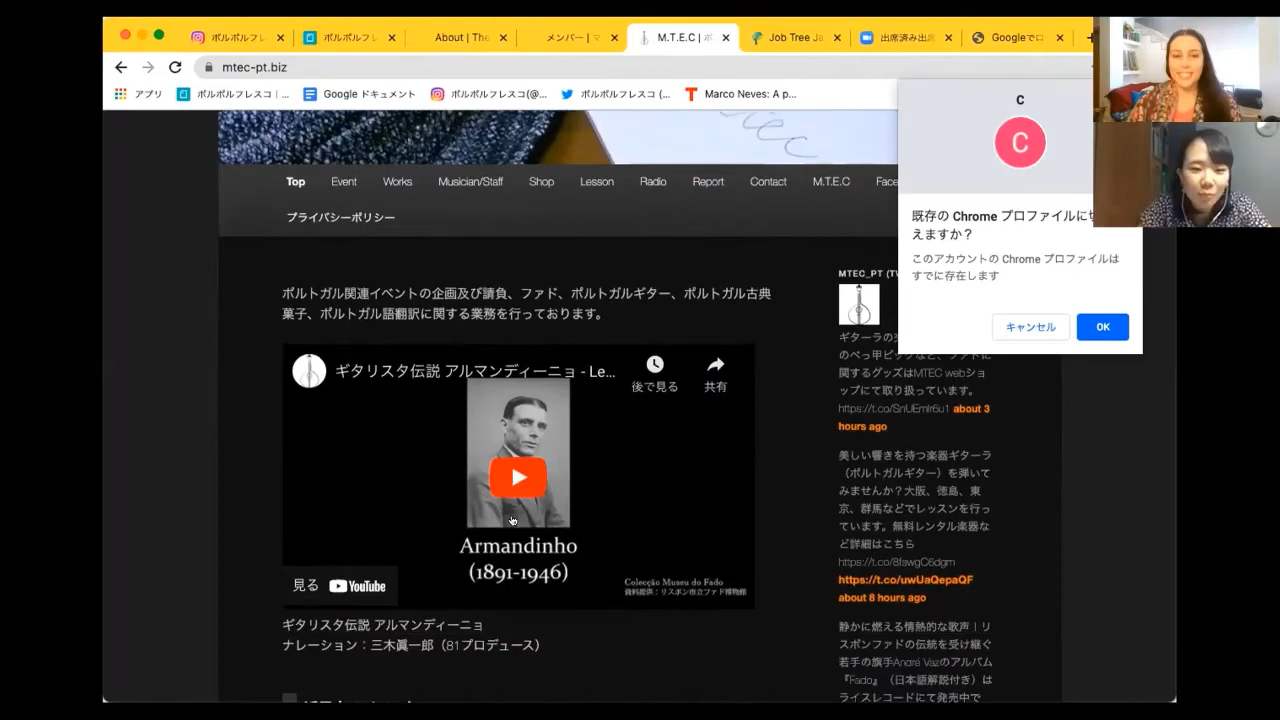 ポルポルフレ
ポルポルフレ
About | The
メンバー | マ
M.T.E.C | ポ
Job Tree Ja
出席済み出席
Googleでロ
mtec-pt.biz
アプリ
ポルポルフレスコ | ...
Google ドキュメント
ポルポルフレスコ(@...
ポルポルフレスコ (...
Marco Neves: A p...
C
C
既存の Chrome プロファイルに切
えますか？
このアカウントの Chrome プロファイルは
すでに存在します
キャンセル
OK
Top
Event
Works
Musician/Staff
Shop
Lesson
Radio
Report
Contact
M.T.E.C
Face
プライバシーポリシー
ポルトガル関連イベントの企画及び請負、ファド、ポルトガルギター、ポルトガル古典
菓子、ポルトガル語翻訳に関する業務を行っております。
ギタリスタ伝説 アルマンディーニョ - Le...
後で見る
共有
Armandinho
(1891-1946)
見る
YouTube
Colecção Museu do Fado
資料提供：リスボン市立ファド博物館
ギタリスタ伝説 アルマンディーニョ
ナレーション：三木眞一郎（81プロデュース）
MTEC_PT (TW
のべっ甲ピックなど、ファドに
関するグッズはMTEC webショ
ップにて取り扱っています。
https://t.co/SnUEmIr6u1 about 3
hours ago
美しい響きを持つ楽器ギターラ
（ポルトガルギター）を弾いて
みませんか？大阪、徳島、東
京、群馬などでレッスンを行っ
ています。無料レンタル楽器な
ど詳細はこちら
https://t.co/8fswgC6dgm
https://t.co/uwUaQepaQF
about 8 hours ago
静かに燃える情熱的な歌声｜リ
スボンファドの伝統を受け継ぐ
若手の旗手André Vazのアルバム
『Fado』（日本語解説付き）は
ライスレコードにて発売中で